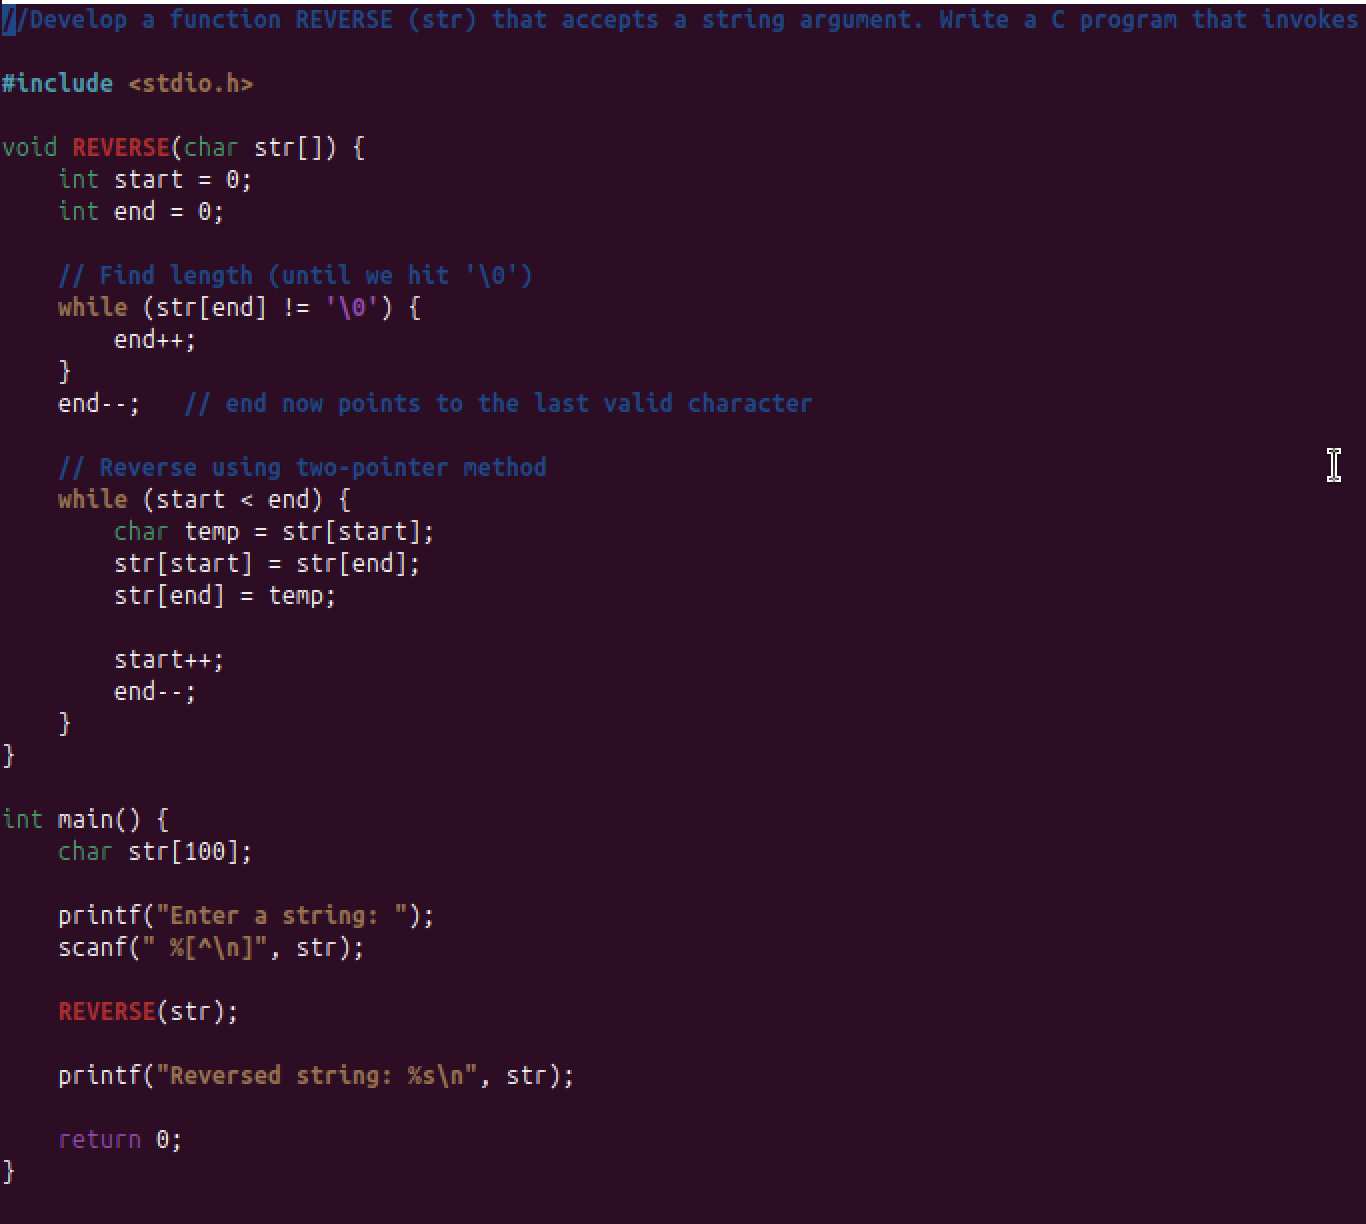 //Develop a function REVERSE (str) that accepts a string argument. Write a C program that invokes
#include <stdio.h>
void REVERSE(char str[]) {
    int start = 0;
    int end = 0;
    // Find length (until we hit '\0')
    while (str[end] != '\0') {
        end++;
    }
    end--;   // end now points to the last valid character
    // Reverse using two-pointer method
    while (start < end) {
        char temp = str[start];
        str[start] = str[end];
        str[end] = temp;
        start++;
        end--;
    }
}
int main() {
    char str[100];
    printf("Enter a string: ");
    scanf(" %[^\n]", str);
    REVERSE(str);
    printf("Reversed string: %s\n", str);
    return 0;
}